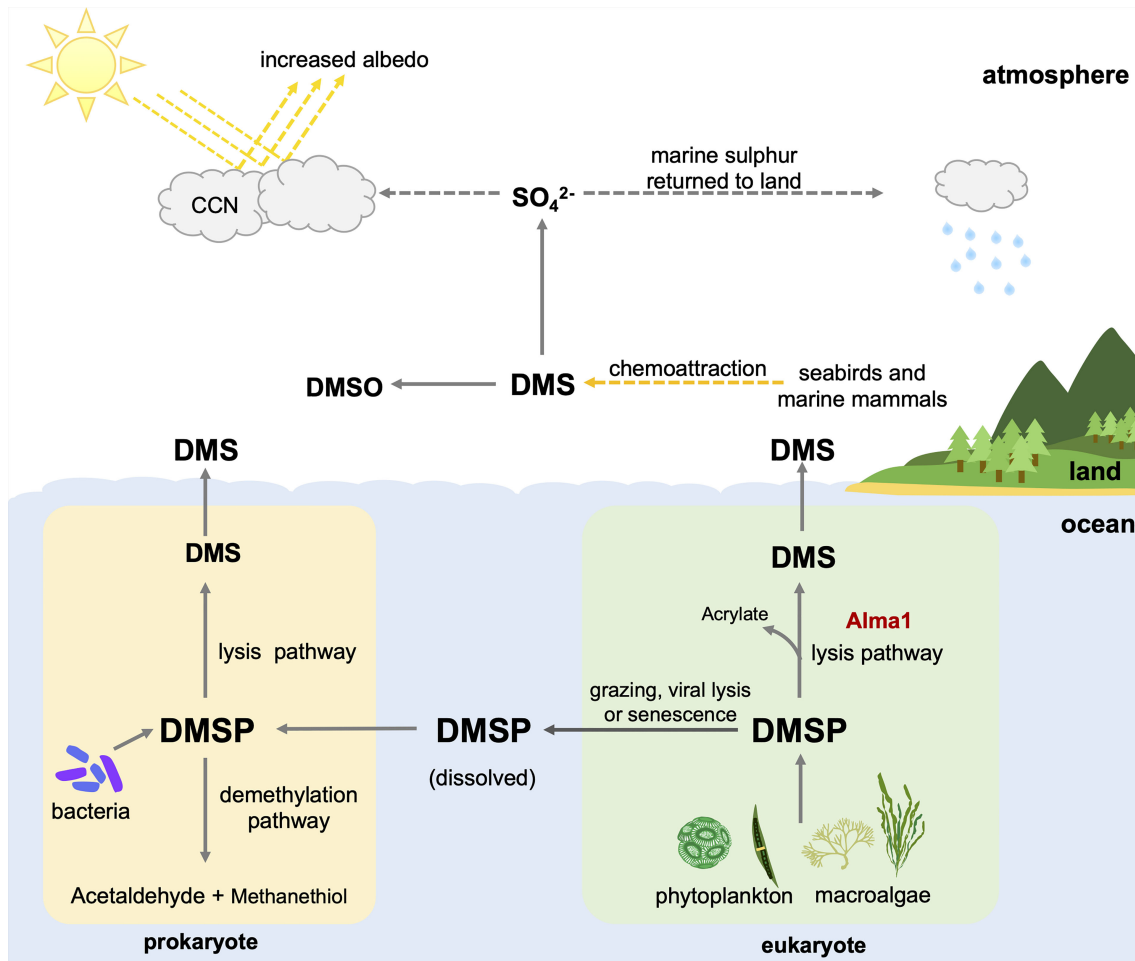 increased albedo
atmosphere
marine sulphur
returned to land
CCN
SO₄²⁻
chemoattraction
DMSO
DMS
seabirds and
marine mammals
DMS
DMS
land
ocean
DMS
DMS
Acrylate
Alma1
lysis pathway
lysis pathway
grazing, viral lysis
or senescence
DMSP
DMSP
DMSP
(dissolved)
bacteria
demethylation
pathway
phytoplankton
macroalgae
Acetaldehyde + Methanethiol
prokaryote
eukaryote